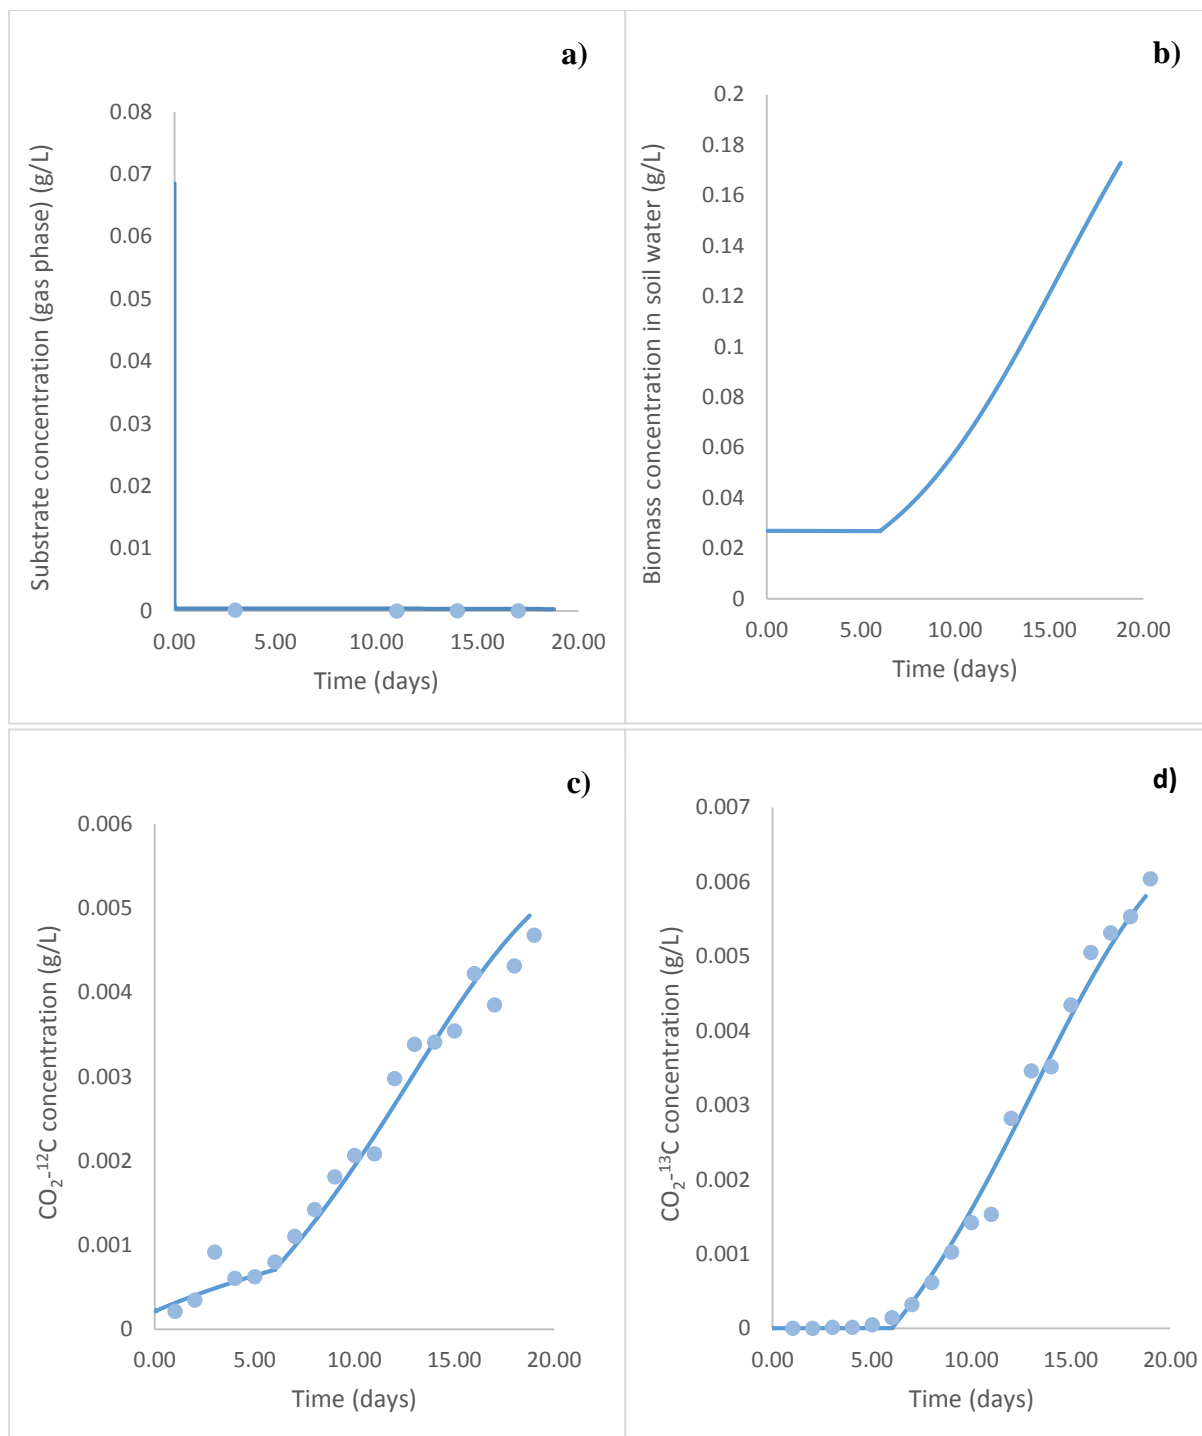 a)
Substrate concentration (gas phase) (g/L)
0.08
0.07
0.06
0.05
0.04
0.03
0.02
0.01
0
0.00 5.00 10.00 15.00 20.00
Time (days)
b)
Biomass concentration in soil water (g/L)
0.2
0.18
0.16
0.14
0.12
0.1
0.08
0.06
0.04
0.02
0
0.00 5.00 10.00 15.00 20.00
Time (days)
c)
CO₂-¹²C concentration (g/L)
0.006
0.005
0.004
0.003
0.002
0.001
0
0.00 5.00 10.00 15.00 20.00
Time (days)
d)
CO₂-¹³C concentration (g/L)
0.007
0.006
0.005
0.004
0.003
0.002
0.001
0
0.00 5.00 10.00 15.00 20.00
Time (days)